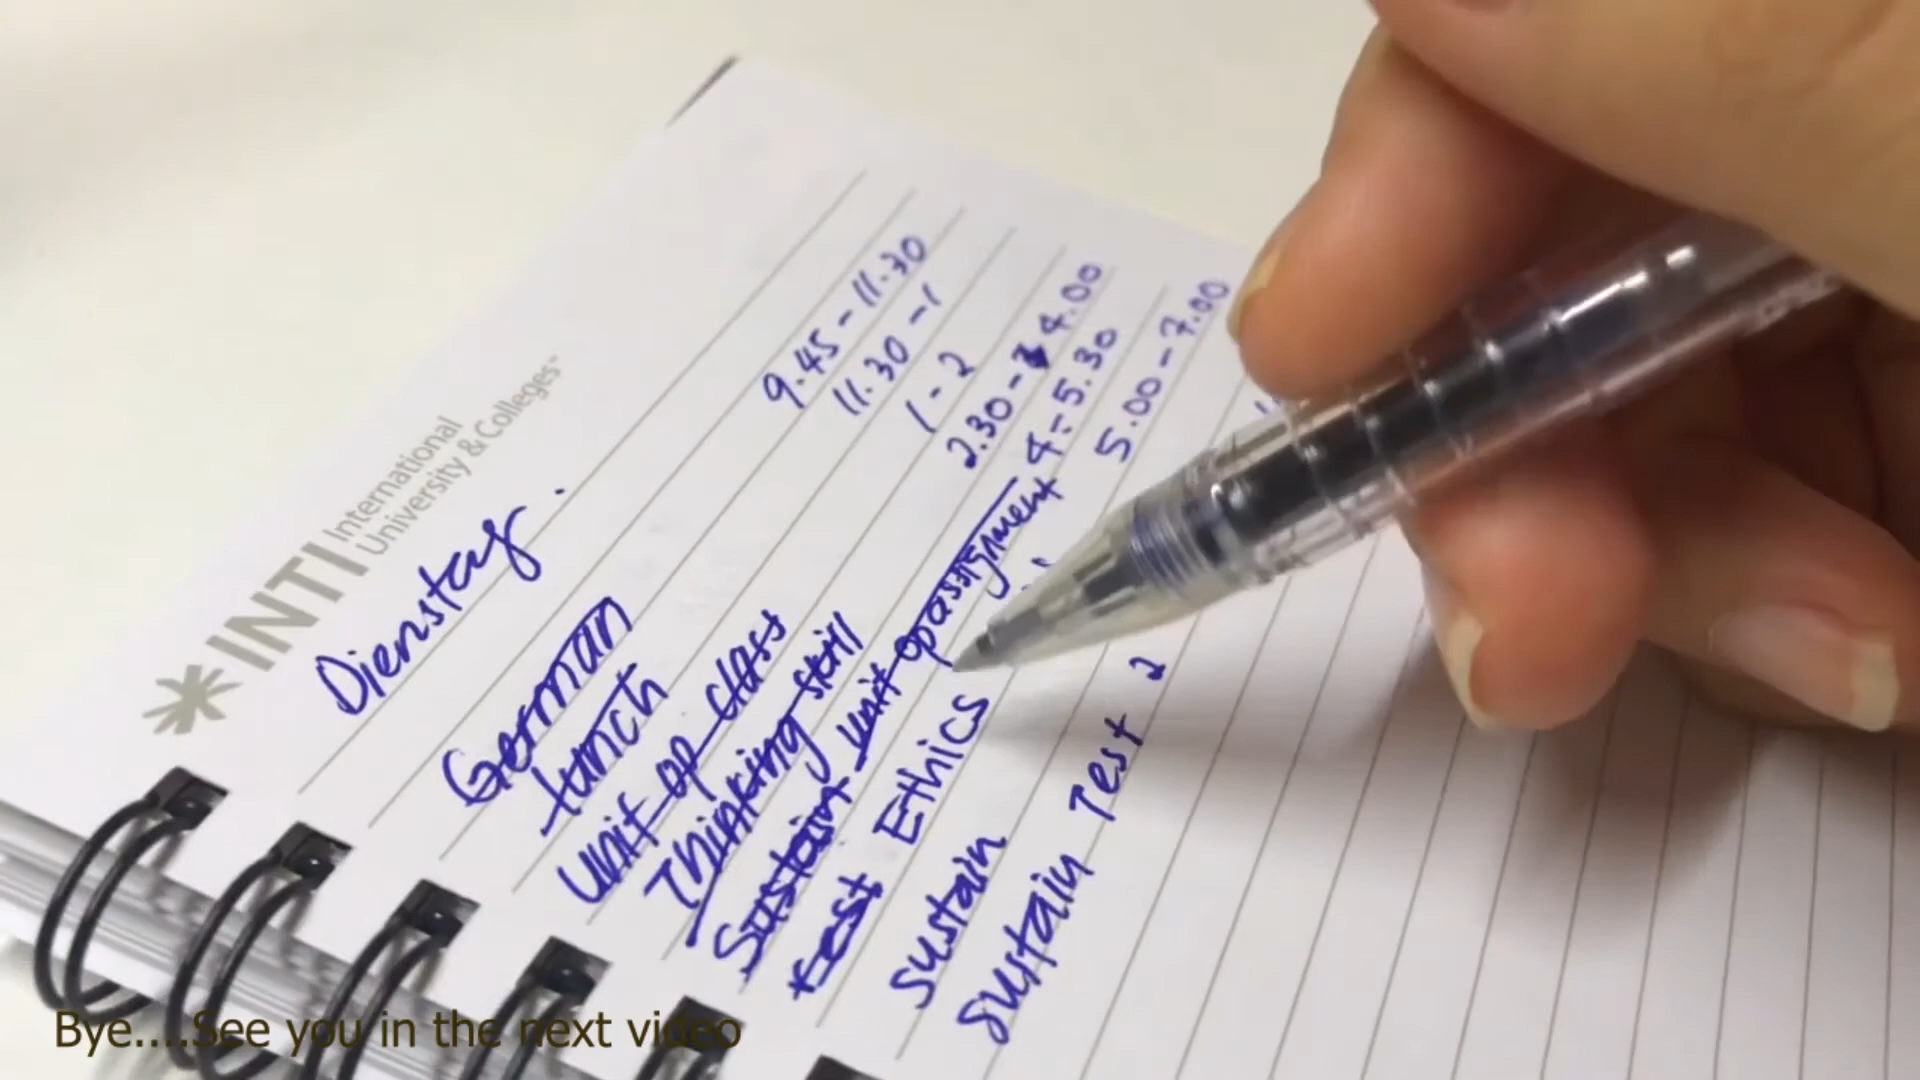 INTI International
University & Colleges
Dienstag.
German 9.45 - 11.30
lunch 11.30 - 1
Unit op class 1 - 2
Thinking skill 2.30 - 4.00
Sustain unit op assignment 4 - 5.30
test Ethics 5.00 - 7.00
Sustain
Sustain Test 2
Bye....See you in the next video